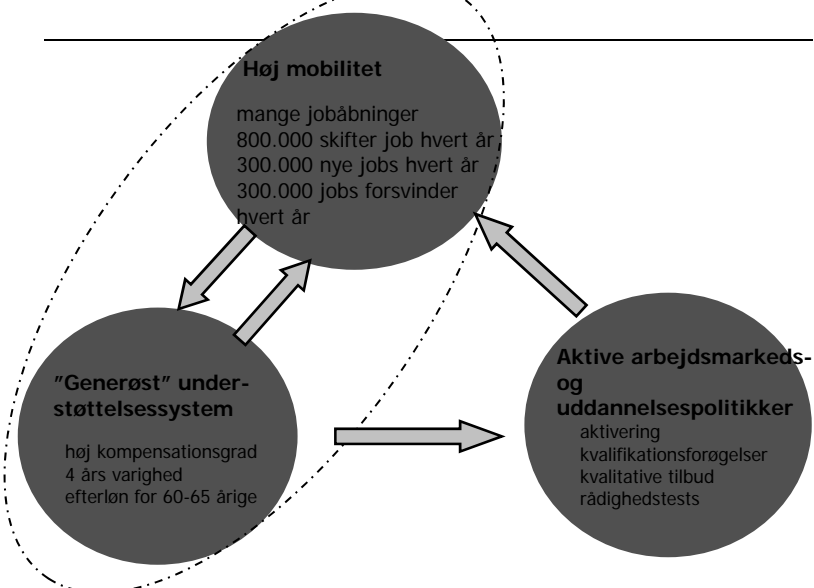 Høj mobilitet
mange jobåbninger
800.000 skifter job hvert år
300.000 nye jobs hvert år
300.000 jobs forsvinder
hvert år
"Generøst" under-
støttelsessystem
høj kompensationsgrad
4 års varighed
efterløn for 60-65 årige
Aktive arbejdsmarkeds-
og
uddannelsespolitikker
aktivering
kvalifikationsforøgelser
kvalitative tilbud
rådighedstests